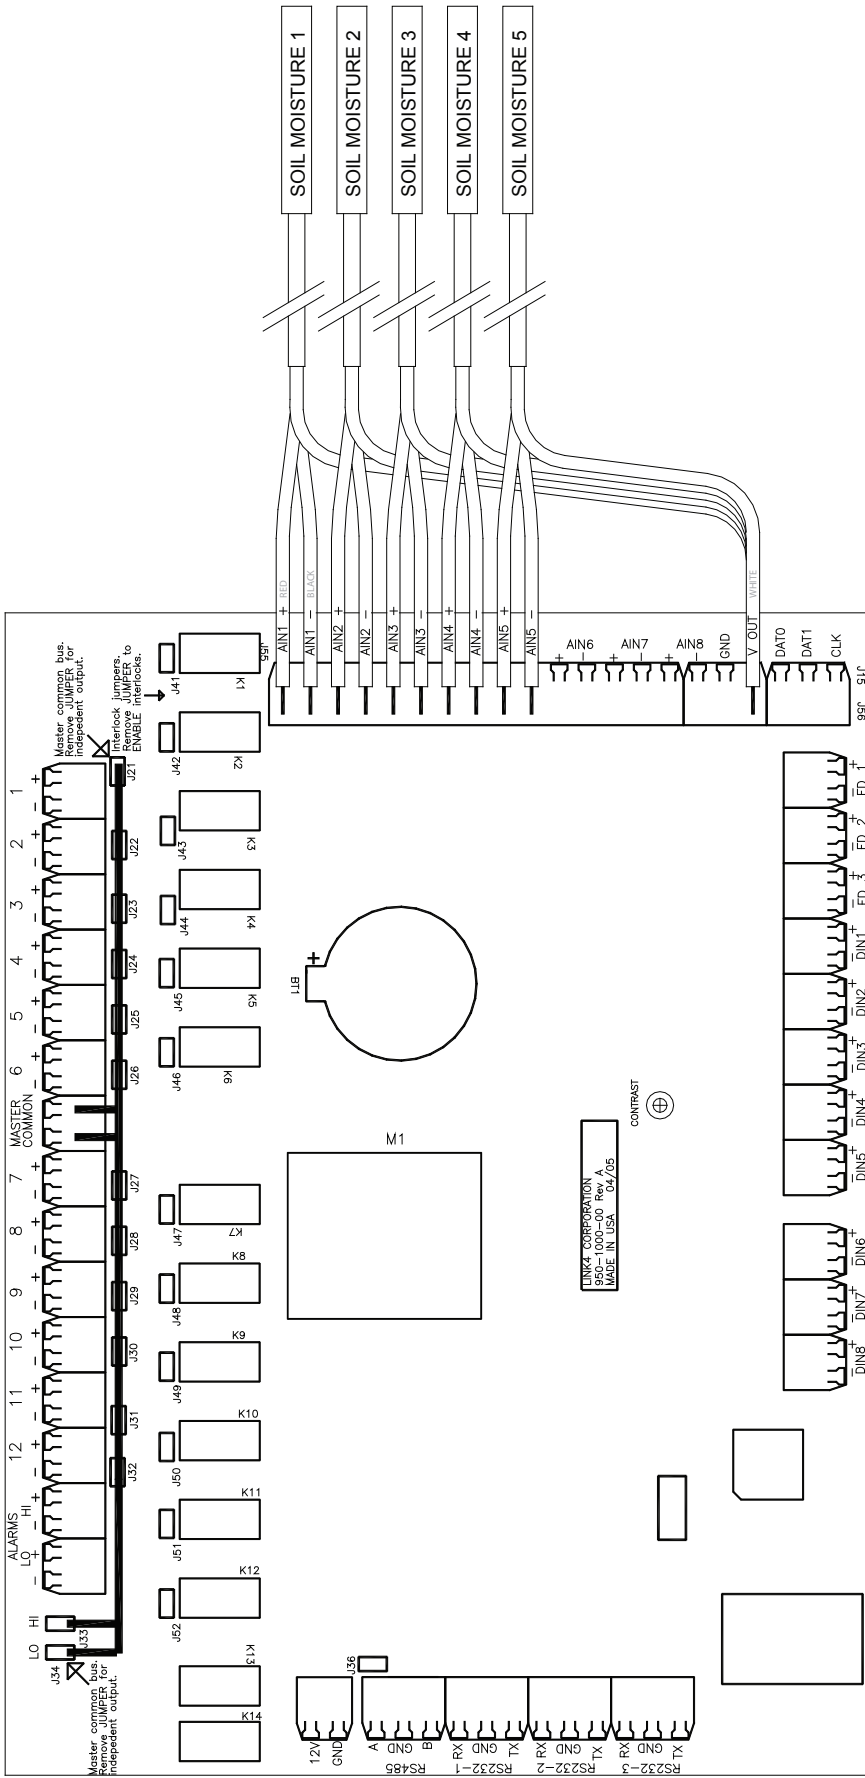 SOIL MOISTURE 1
SOIL MOISTURE 2
SOIL MOISTURE 3
SOIL MOISTURE 4
SOIL MOISTURE 5
AIN1 + RED
AIN1 - BLACK
AIN2 +
AIN2 -
AIN3 +
AIN3 -
AIN4 +
AIN4 -
AIN5 +
AIN5 -
+ AIN6 -
+ AIN7 -
+ AIN8 -
GND
V OUT WHITE
DAT0
DAT1
CLK
J55
J15
J56
Master common bus.
Remove JUMPER for
indepedent output.
Interlock jumpers.
Remove JUMPER to
ENABLE interlocks.
J41
K1
J42
K2
J43
K3
J44
K4
J45
K5
J46
K6
J47
K7
J48
K8
J49
K9
J50
K10
J51
K11
J52
K12
K13
K14
1 + -
2 + -
3 + -
4 + -
5 + -
6 + -
MASTER
COMMON
7 + -
8 + -
9 + -
10 + -
11 + -
12 + -
ALARMS
HI + -
LO + -
J21
J22
J23
J24
J25
J26
J27
J28
J29
J30
J31
J32
HI
J33
LO
J34
Master common bus.
Remove JUMPER for
indepedent output.
BT1 +
M1
CONTRAST
LINK4 CORPORATION
950-1000-00 Rev A
MADE IN USA 04/05
+ -
ED 1
+ -
ED 2
+ -
ED 3
+ -
DIN1
+ -
DIN2
+ -
DIN3
+ -
DIN4
+ -
DIN5
+ -
DIN6
+ -
DIN7
+ -
DIN8
J36
12V
GND
A
GND
B
RS485
RX
GND
TX
RS232-1
RX
GND
TX
RS232-2
RX
GND
TX
RS232-3